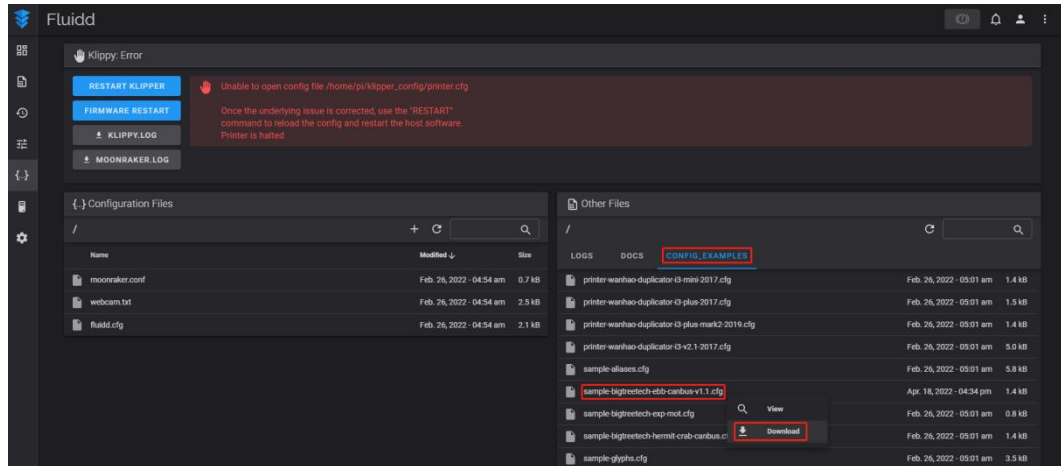 Fluidd
Klippy: Error
RESTART KLIPPER
FIRMWARE RESTART
KLIPPY.LOG
MOONRAKER.LOG
Unable to open config file /home/pi/klipper_config/printer.cfg
Once the underlying issue is corrected, use the "RESTART"
command to reload the config and restart the host software.
Printer is halted
{..} Configuration Files
/
Name Modified Size
moonraker.conf Feb. 26, 2022 - 04:54 am 0.7 kB
webcam.txt Feb. 26, 2022 - 04:54 am 2.5 kB
fluidd.cfg Feb. 26, 2022 - 04:54 am 2.1 kB
Other Files
/
LOGS DOCS CONFIG_EXAMPLES
printer-wanhao-duplicator-i3-mini-2017.cfg Feb. 26, 2022 - 05:01 am 1.4 kB
printer-wanhao-duplicator-i3-plus-2017.cfg Feb. 26, 2022 - 05:01 am 1.5 kB
printer-wanhao-duplicator-i3-plus-mark2-2019.cfg Feb. 26, 2022 - 05:01 am 1.4 kB
printer-wanhao-duplicator-i3-v2.1-2017.cfg Feb. 26, 2022 - 05:01 am 5.0 kB
sample-aliases.cfg Feb. 26, 2022 - 05:01 am 5.8 kB
sample-bigtreetech-ebb-canbus-v1.1.cfg Apr. 18, 2022 - 04:34 pm 1.4 kB
View
sample-bigtreetech-exp-mot.cfg Feb. 26, 2022 - 05:01 am 0.8 kB
Download
sample-bigtreetech-hermit-crab-canbus.c Feb. 26, 2022 - 05:01 am 1.4 kB
sample-glyphs.cfg Feb. 26, 2022 - 05:01 am 3.5 kB